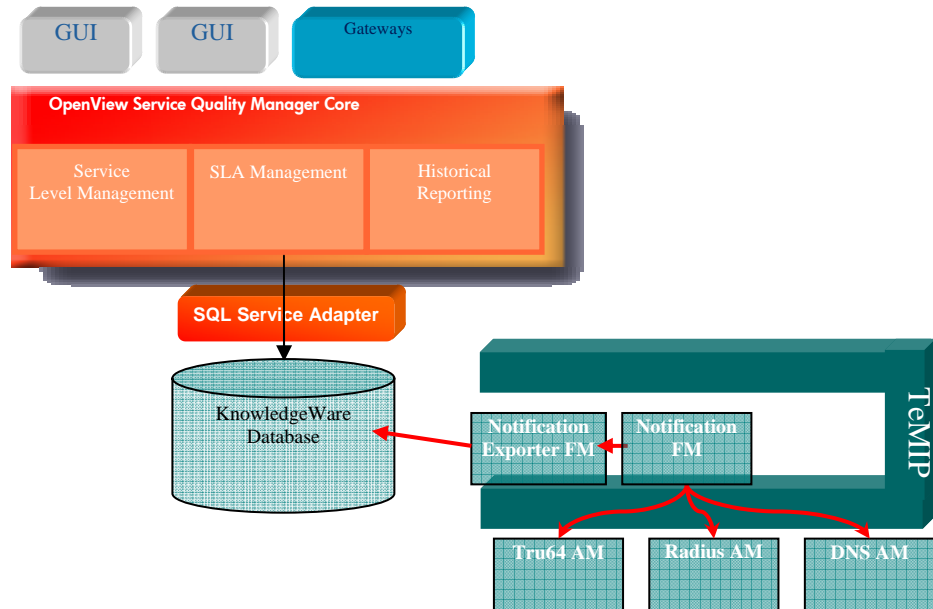 GUI
GUI
Gateways
OpenView Service Quality Manager Core
Service
Level Management
SLA Management
Historical
Reporting
SQL Service Adapter
KnowledgeWare
Database
Notification
Exporter FM
Notification
FM
TeMIP
Tru64 AM
Radius AM
DNS AM